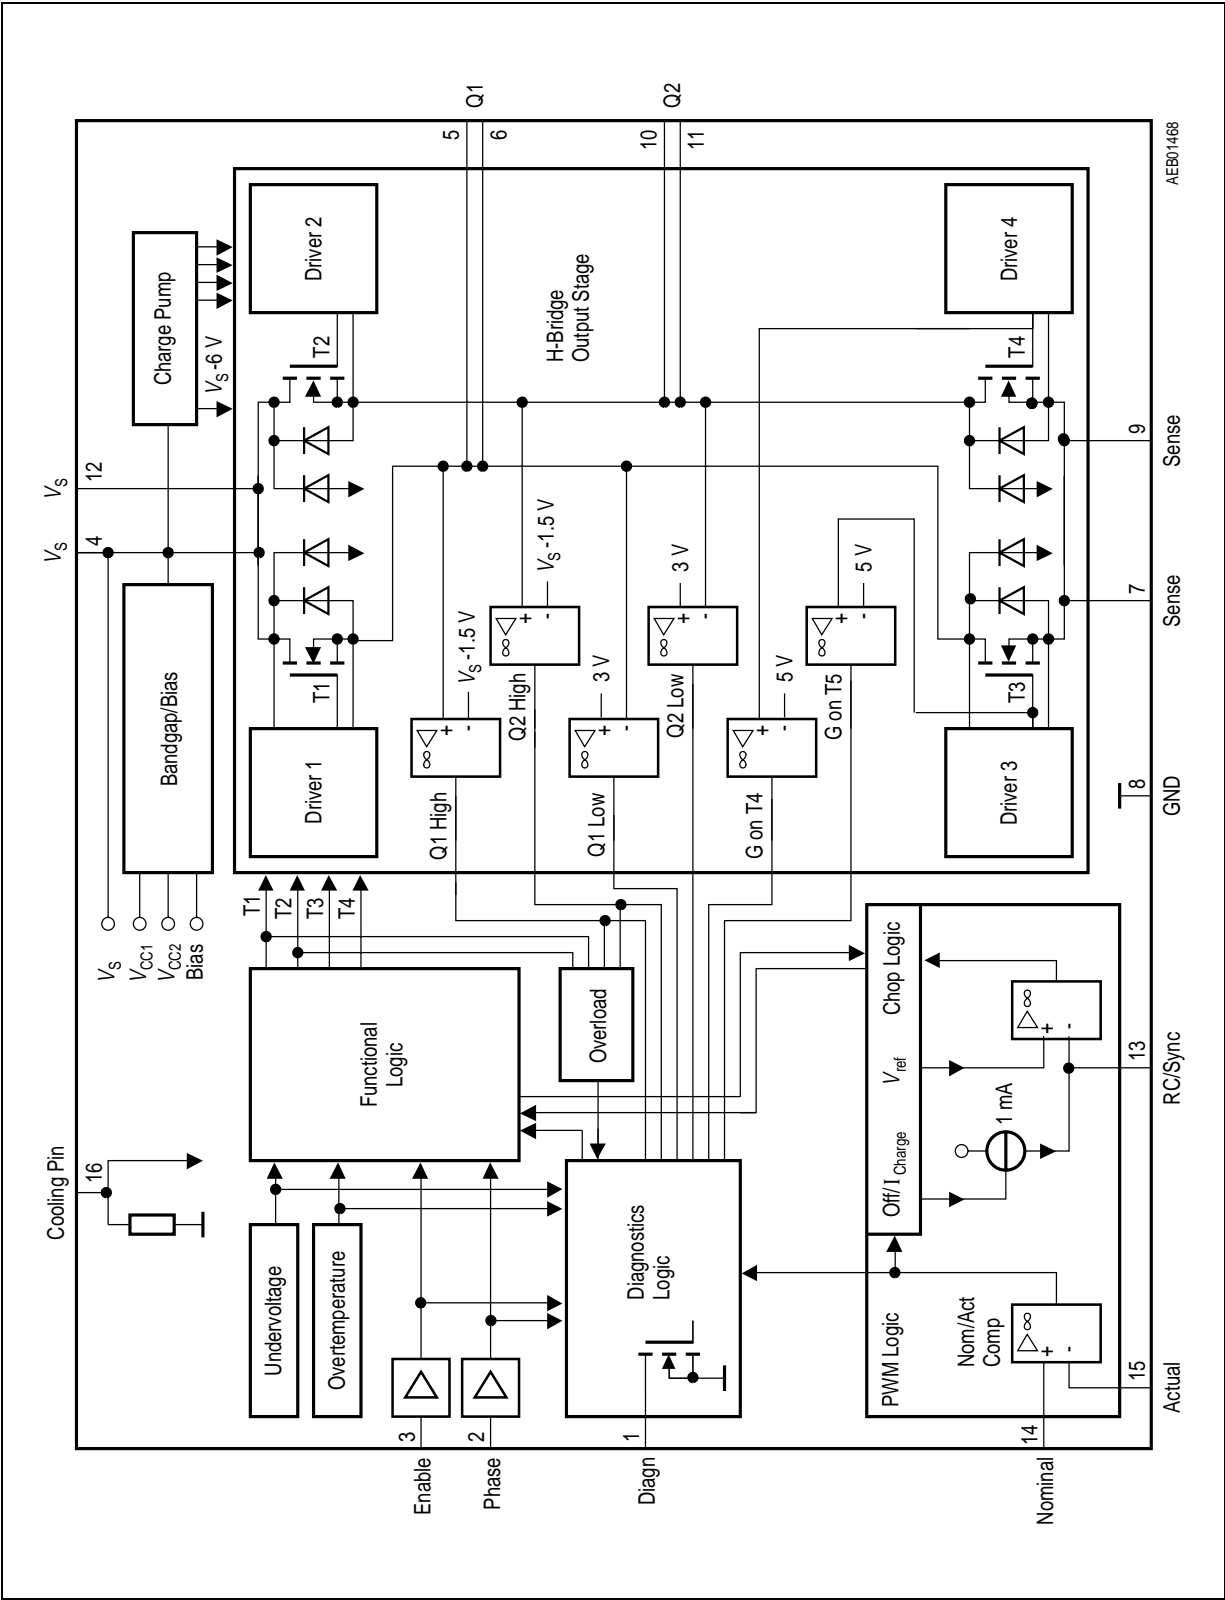 Cooling Pin
16
V_S
4
V_S
12
Charge Pump
V_S -6 V
Bandgap/Bias
V_S
V_CC1
V_CC2
Bias
Undervoltage
Overtemperature
Functional
Logic
T1
T2
T3
T4
Driver 1
T1
T2
Driver 2
5
6
Q1
10
11
Q2
H-Bridge
Output Stage
3
Enable
2
Phase
1
Diagn
Diagnostics
Logic
Overload
Q1 High
∞
+
-
V_S -1.5 V
Q2 High
∞
+
-
V_S -1.5 V
Q1 Low
∞
+
-
3 V
Q2 Low
∞
+
-
3 V
G on T4
∞
+
-
5 V
G on T5
∞
+
-
5 V
Driver 3
T3
T4
Driver 4
PWM Logic
Off/I_Charge
V_ref
Chop Logic
Nom/Act
Comp
∞
+
-
1 mA
∞
+
-
14
Nominal
15
Actual
13
RC/Sync
8
GND
7
Sense
9
Sense
AEB01468